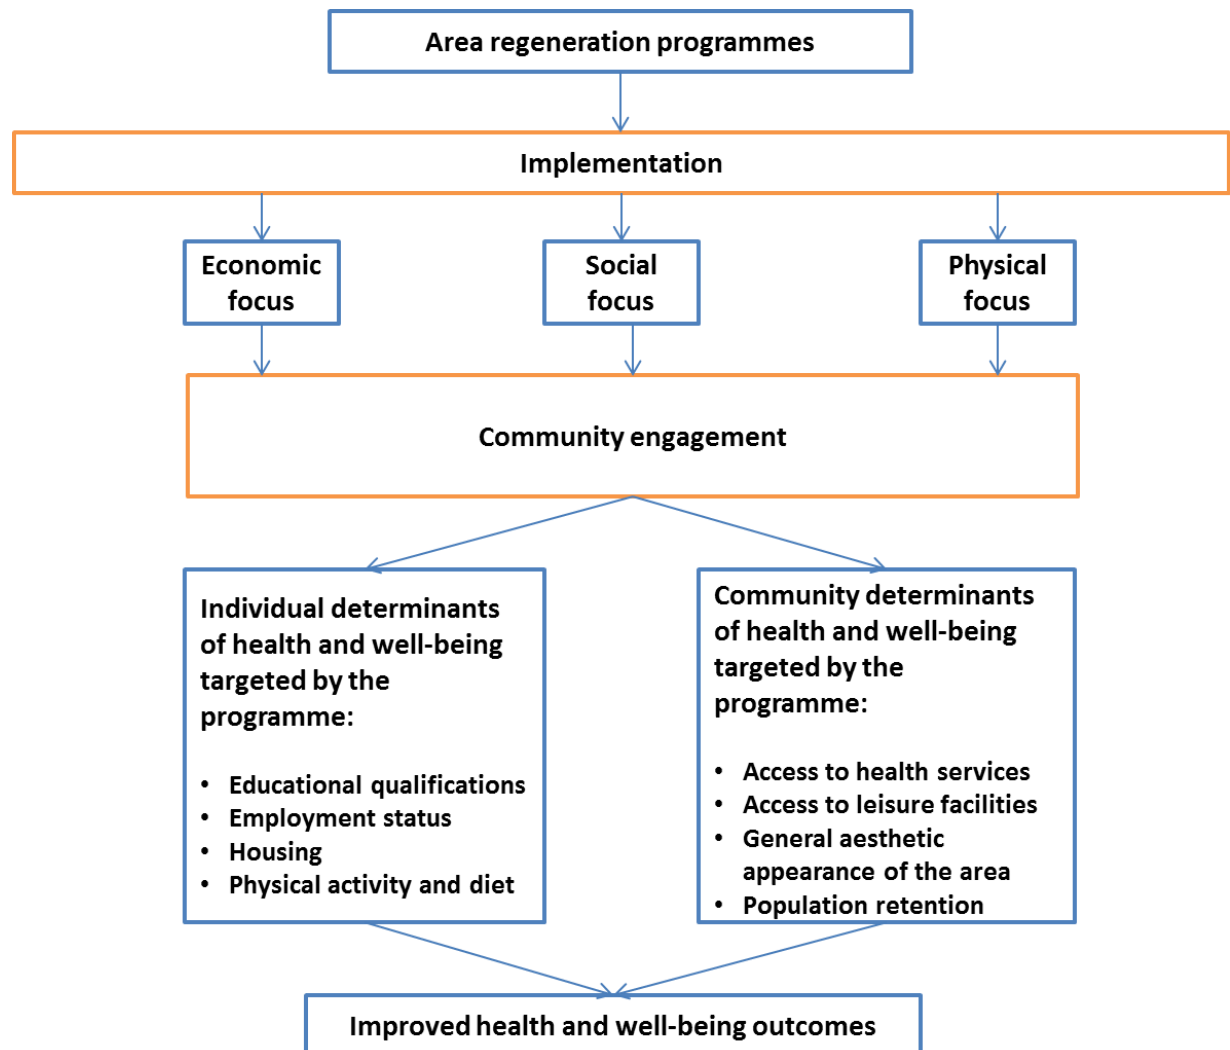 Area regeneration programmes
Implementation
Economic
focus
Social
focus
Physical
focus
Community engagement
Individual determinants
of health and well-being
targeted by the
programme:
• Educational qualifications
• Employment status
• Housing
• Physical activity and diet
Community determinants
of health and well-being
targeted by the
programme:
• Access to health services
• Access to leisure facilities
• General aesthetic
appearance of the area
• Population retention
Improved health and well-being outcomes